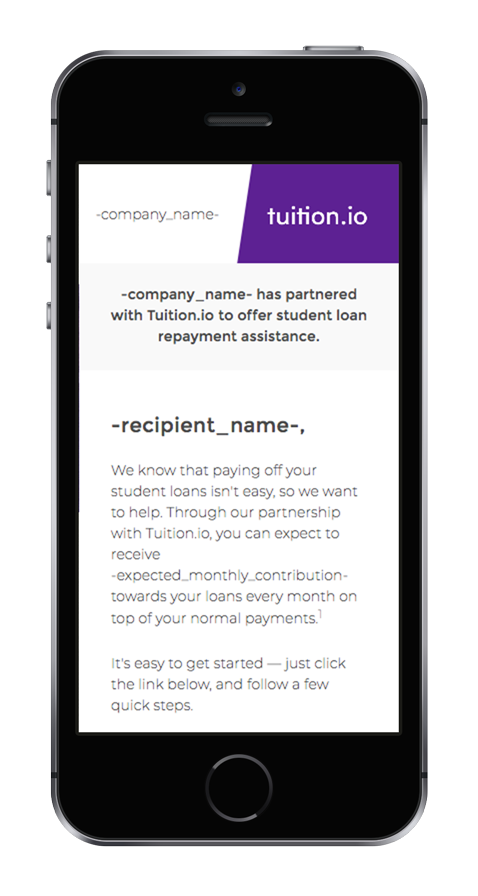 -company_name-
tuition.io
-company_name- has partnered
with Tuition.io to offer student loan
repayment assistance.
-recipient_name-,
We know that paying off your
student loans isn't easy, so we want
to help. Through our partnership
with Tuition.io, you can expect to
receive
-expected_monthly_contribution-
towards your loans every month on
top of your normal payments.¹
It's easy to get started — just click
the link below, and follow a few
quick steps.